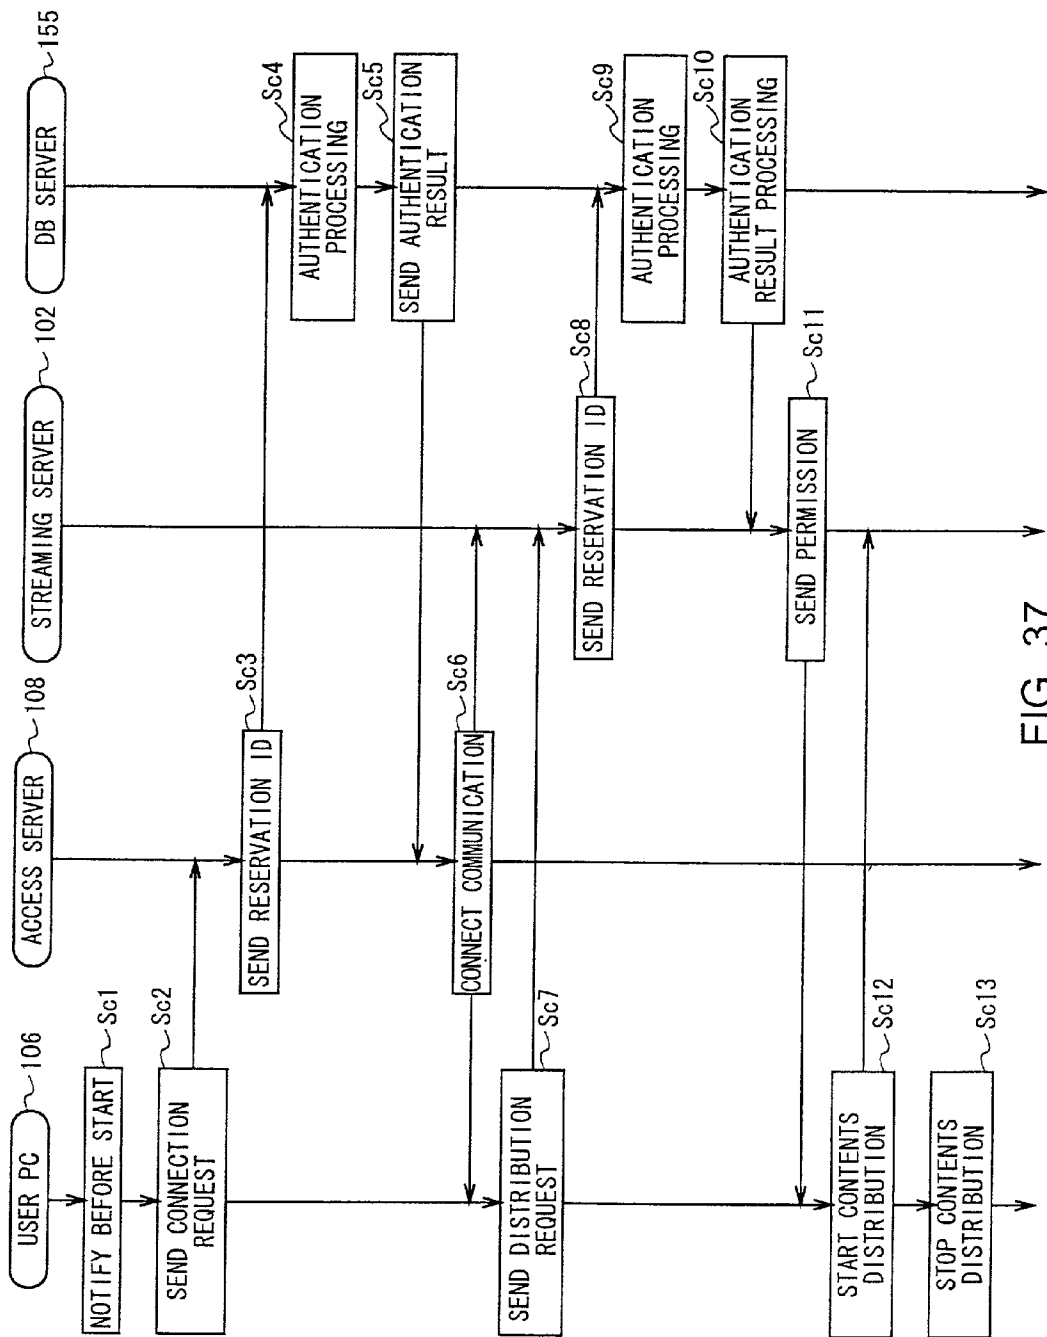 USER PC
106
ACCESS SERVER
108
STREAMING SERVER
102
DB SERVER
155
NOTIFY BEFORE START
Sc1
SEND CONNECTION
REQUEST
Sc2
SEND RESERVATION ID
Sc3
AUTHENTICATION
PROCESSING
Sc4
SEND AUTHENTICATION
RESULT
Sc5
CONNECT COMMUNICATION
Sc6
SEND DISTRIBUTION
REQUEST
Sc7
SEND RESERVATION ID
Sc8
AUTHENTICATION
PROCESSING
Sc9
AUTHENTICATION
RESULT PROCESSING
Sc10
SEND PERMISSION
Sc11
START CONTENTS
DISTRIBUTION
Sc12
STOP CONTENTS
DISTRIBUTION
Sc13
FIG. 37